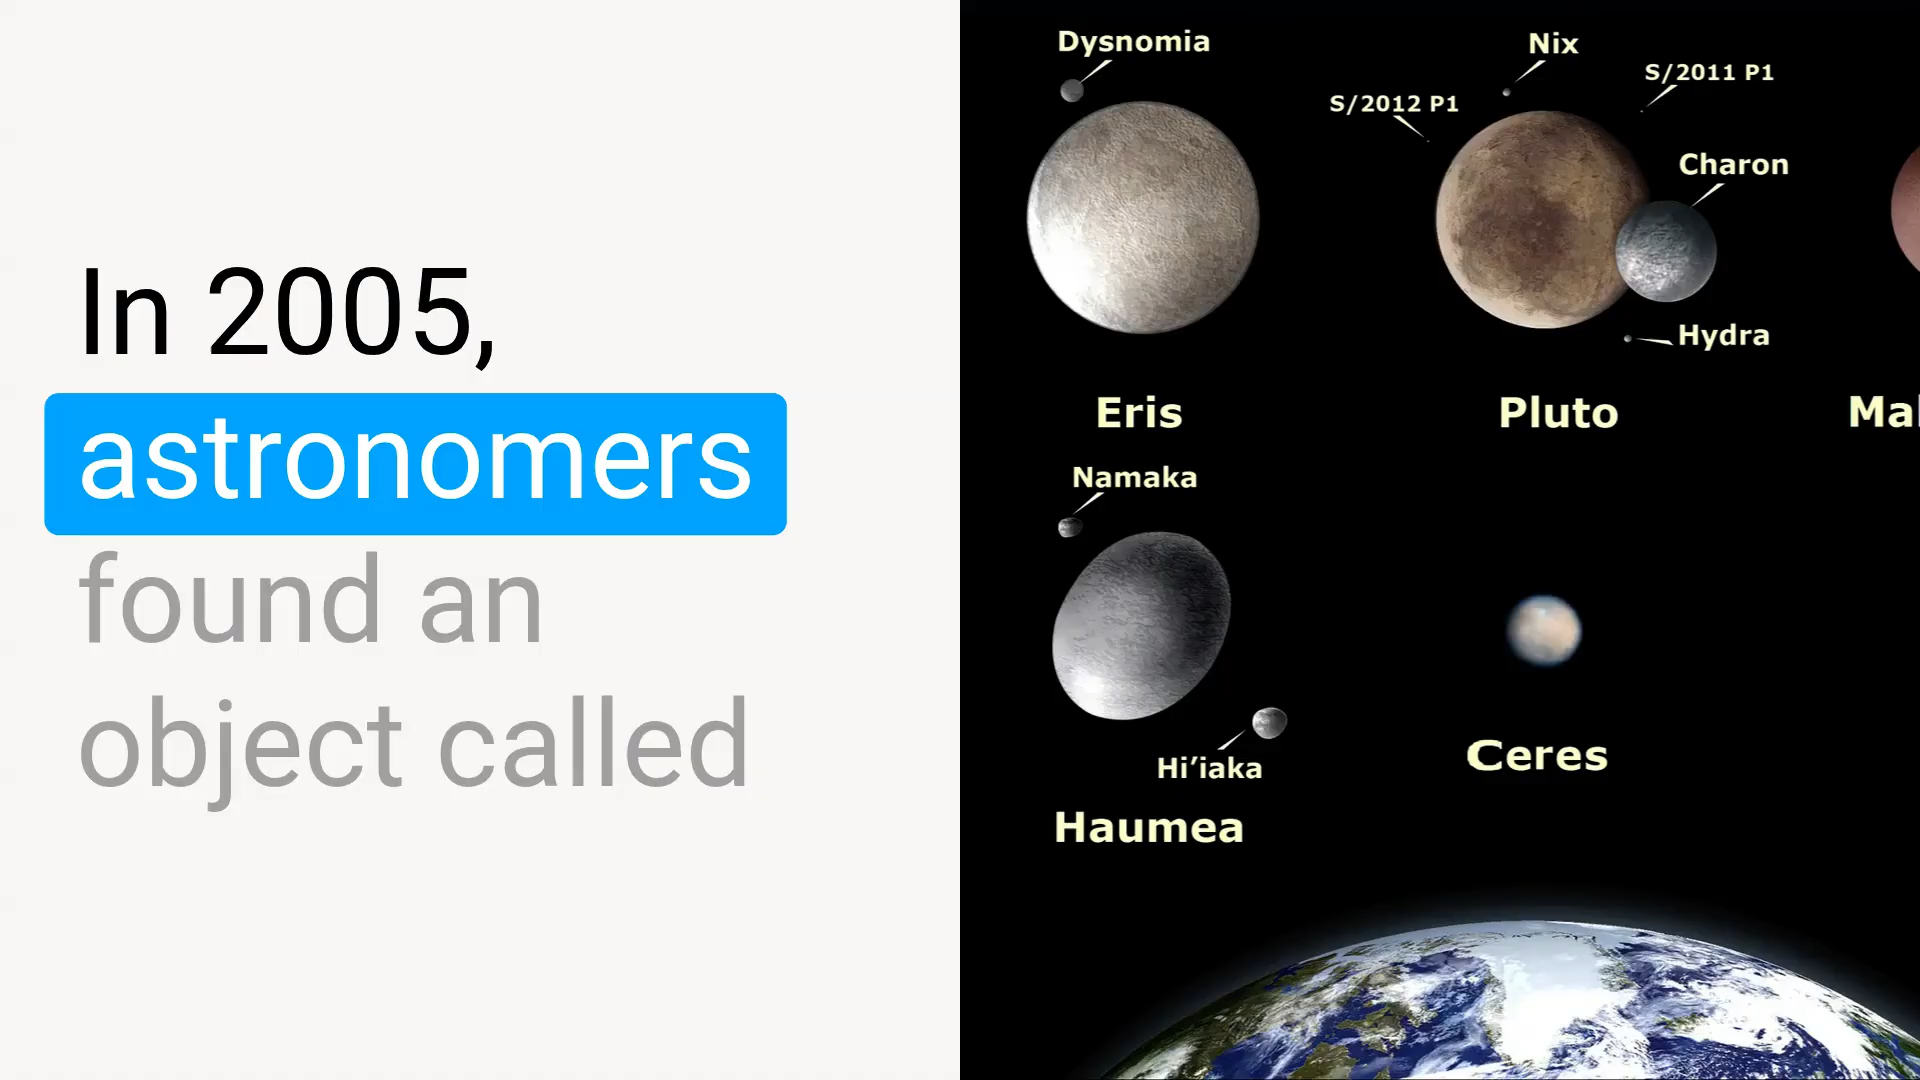 In 2005,
astronomers
found an
object called
Dysnomia
Nix
S/2011 P1
S/2012 P1
Charon
Hydra
Eris
Pluto
Namaka
Hi’iaka
Ceres
Haumea